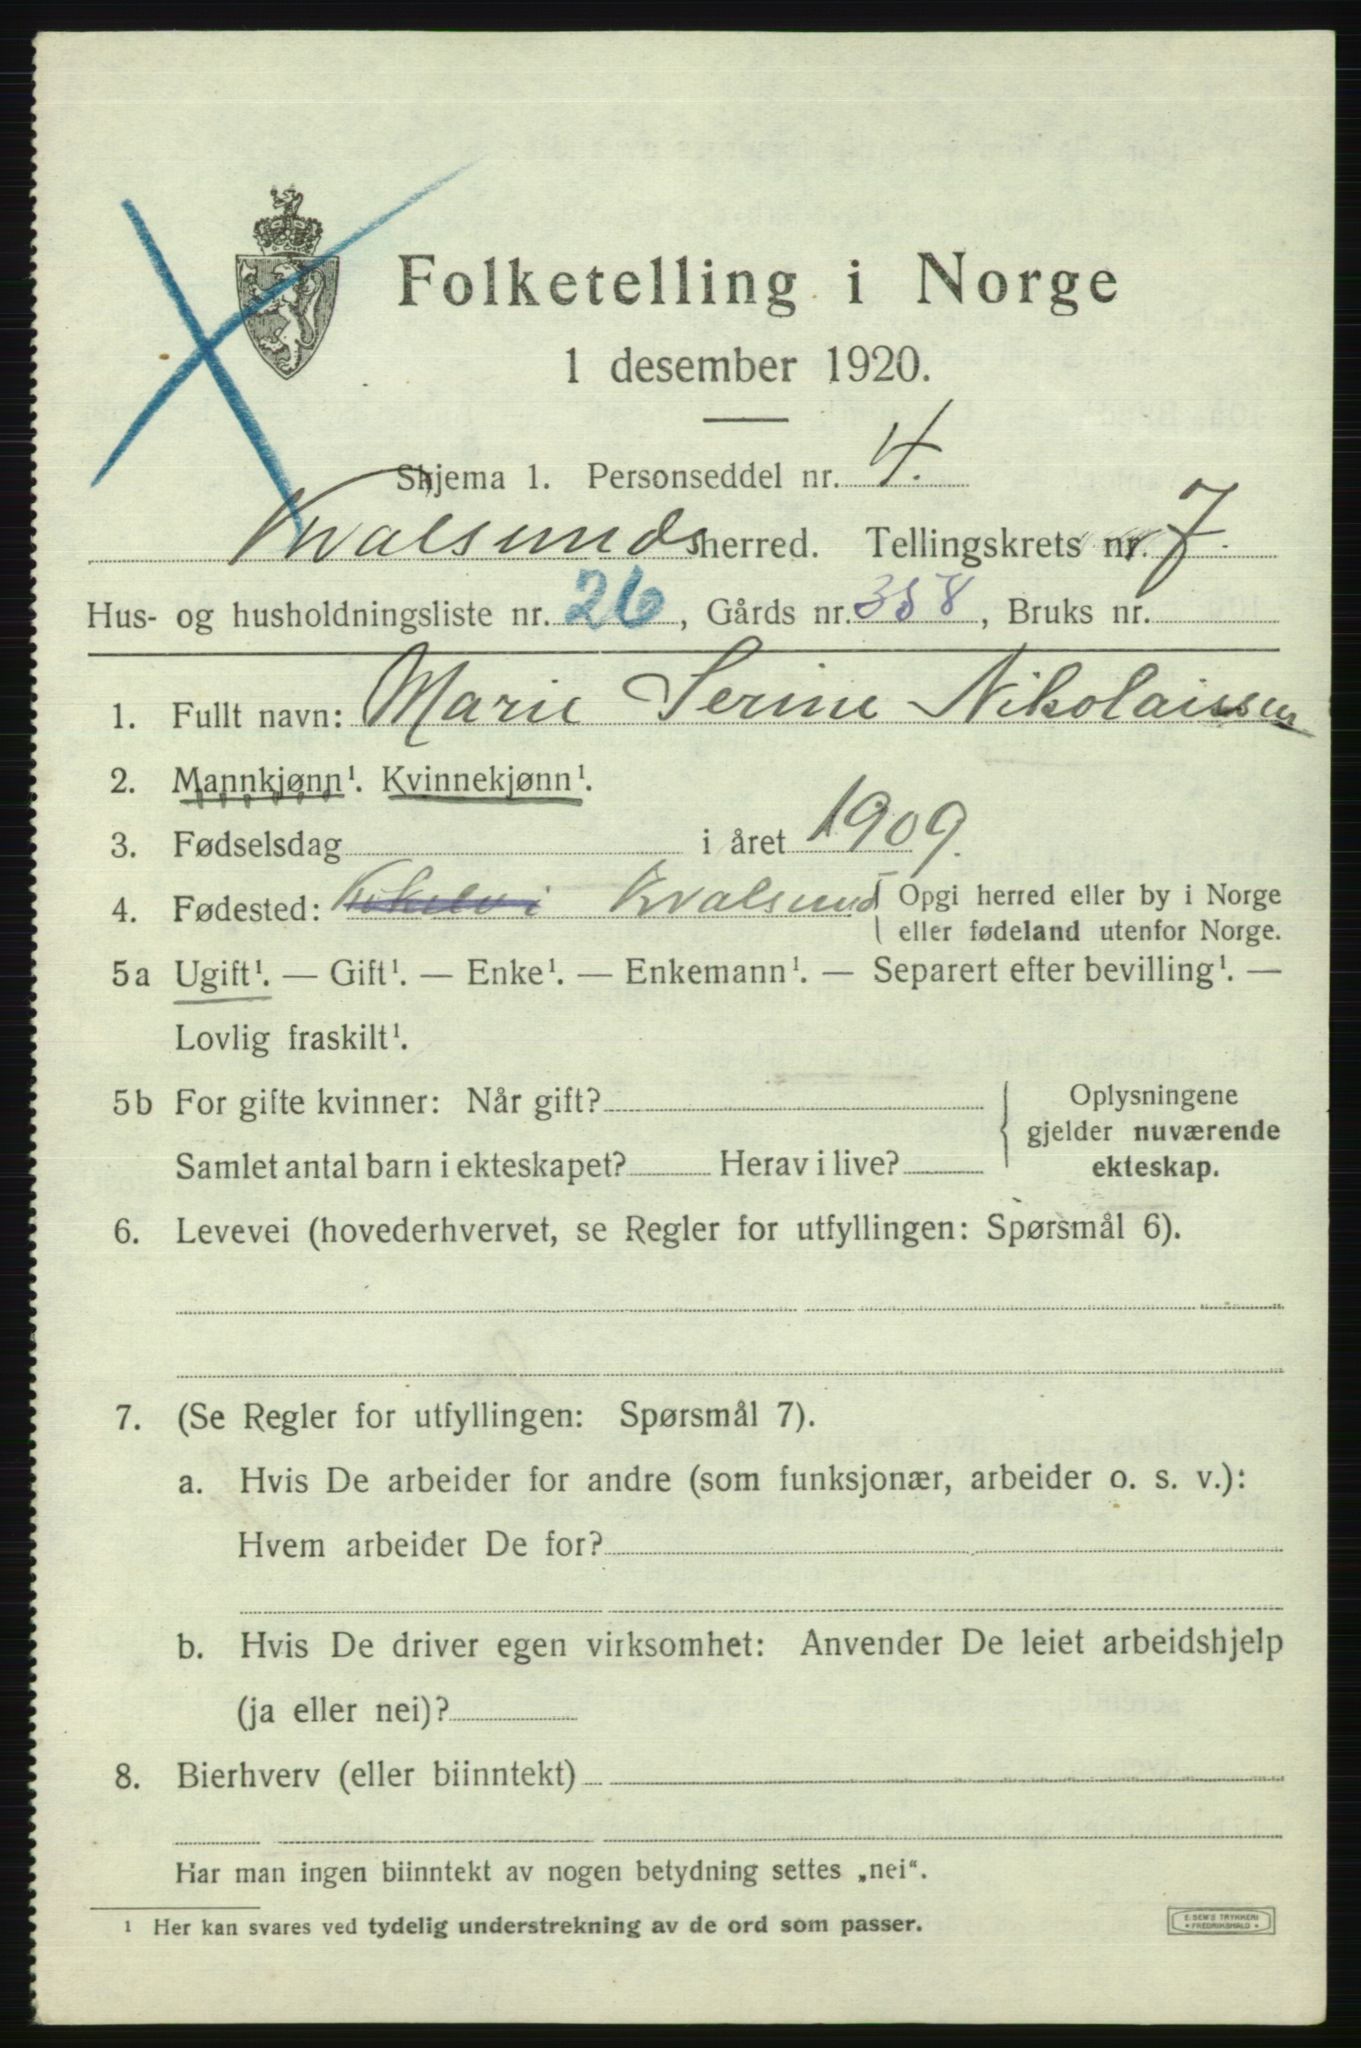 Folketelling i Norge
1 desember 1920.
Skjema 1. Personseddel nr. 4.
Kvalsunds herred. Tellingskrets nr. 7.
Hus- og husholdningsliste nr. 26, Gårds nr. 358, Bruks nr.
1. Fullt navn: Marie Serine Nikolaissen
2. Mannkjønn¹. Kvinnekjønn¹.
3. Fødselsdag i året 1909.
4. Fødested: Kvalsund { Opgi herred eller by i Norge
eller fødeland utenfor Norge.
5a Ugift¹. — Gift¹. — Enke¹. — Enkemann¹. — Separert efter bevilling¹. —
Lovlig fraskilt¹.
5b For gifte kvinner: Når gift?
Samlet antal barn i ekteskapet? Herav i live?
{ Oplysningene
gjelder nuværende
ekteskap.
6. Levevei (hovederhvervet, se Regler for utfyllingen: Spørsmål 6).
7. (Se Regler for utfyllingen: Spørsmål 7).
a. Hvis De arbeider for andre (som funksjonær, arbeider o. s. v.):
Hvem arbeider De for?
b. Hvis De driver egen virksomhet: Anvender De leiet arbeidshjelp
(ja eller nei)?
8. Bierhverv (eller biinntekt)
Har man ingen biinntekt av nogen betydning settes „nei“.
¹ Her kan svares ved tydelig understrekning av de ord som passer.
E. SEM'S TRYKKERI
* FREDRIKSHALD *